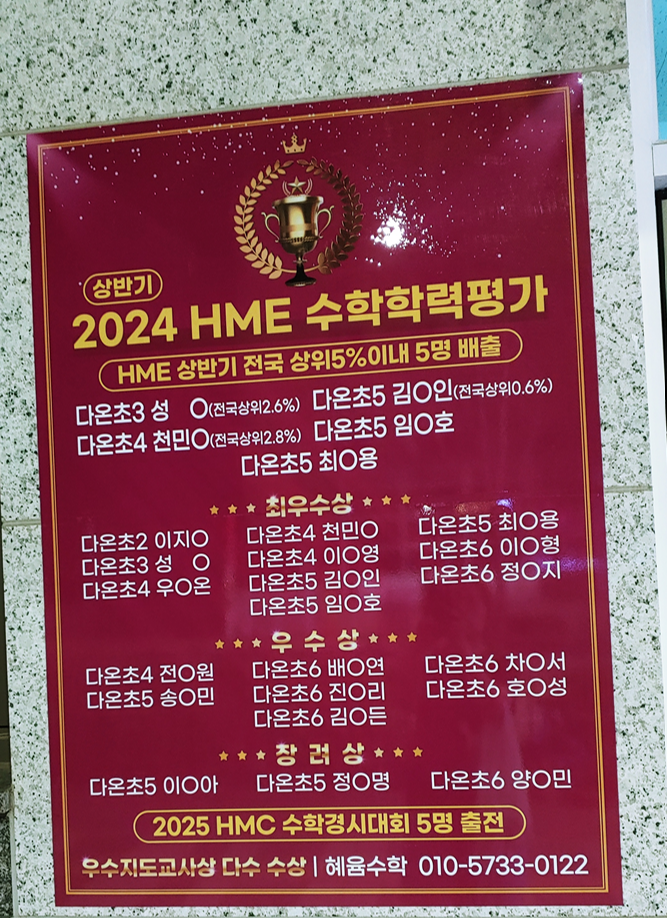 상반기
2024 HME 수학학력평가
HME 상반기 전국 상위5%이내 5명 배출
다온초3 성 O(전국상위2.6%) 다온초5 김O인(전국상위0.6%)
다온초4 천민O(전국상위2.8%) 다온초5 임O호
다온초5 최O용
최우수상
다온초2 이지O 다온초4 천민O 다온초5 최O용
다온초3 성 O 다온초4 이O영 다온초6 이O형
다온초4 우O온 다온초5 김O인 다온초6 정O지
다온초5 임O호
우수상
다온초4 전O원 다온초6 배O연 다온초6 차O서
다온초5 송O민 다온초6 진O리 다온초6 호O성
다온초6 김O든
창려상
다온초5 이O아 다온초5 정O명 다온초6 양O민
2025 HMC 수학경시대회 5명 출전
우수지도교사상 다수 수상 | 혜윰수학 010-5733-0122